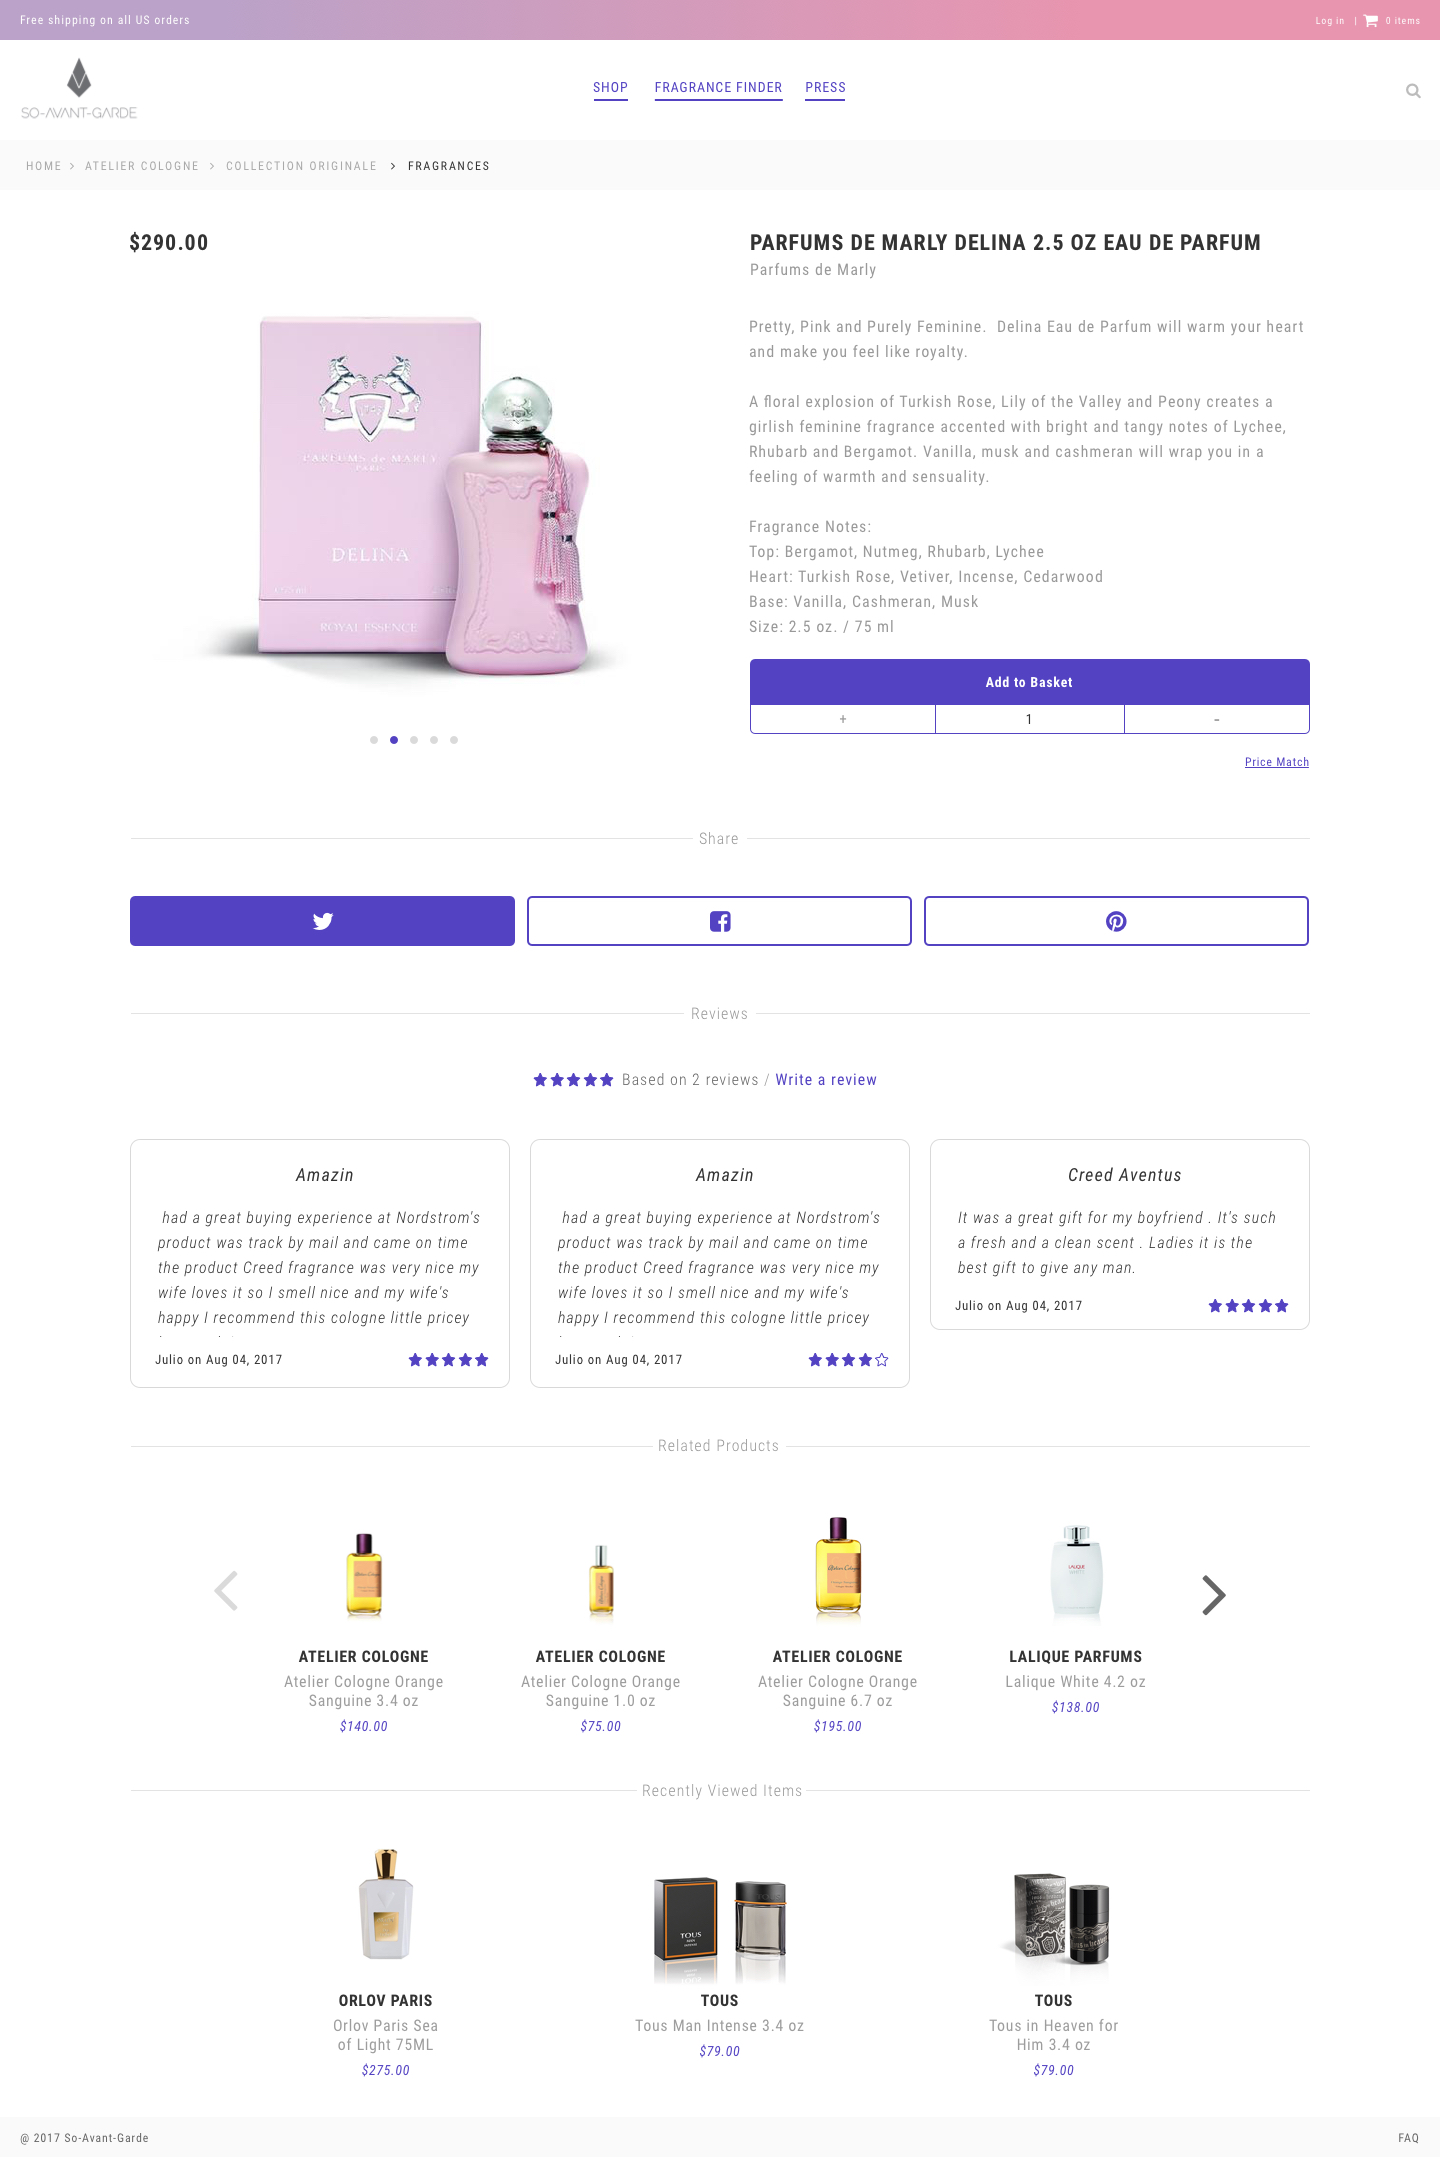 Free shipping on all US orders
Log in | 0 items
SO-AVANT-GARDE
SHOP FRAGRANCE FINDER PRESS
HOME > ATELIER COLOGNE > COLLECTION ORIGINALE > FRAGRANCES
$290.00
PARFUMS de MARLY
PARIS
DELINA
ROYAL ESSENCE
PARFUMS DE MARLY DELINA 2.5 OZ EAU DE PARFUM
Parfums de Marly
Pretty, Pink and Purely Feminine.  Delina Eau de Parfum will warm your heart
and make you feel like royalty.
A floral explosion of Turkish Rose, Lily of the Valley and Peony creates a
girlish feminine fragrance accented with bright and tangy notes of Lychee,
Rhubarb and Bergamot. Vanilla, musk and cashmeran will wrap you in a
feeling of warmth and sensuality.
Fragrance Notes:
Top: Bergamot, Nutmeg, Rhubarb, Lychee
Heart: Turkish Rose, Vetiver, Incense, Cedarwood
Base: Vanilla, Cashmeran, Musk
Size: 2.5 oz. / 75 ml
Add to Basket
+ 1 -
Price Match
Share
Reviews
Based on 2 reviews / Write a review
Amazin
had a great buying experience at Nordstrom's
product was track by mail and came on time
the product Creed fragrance was very nice my
wife loves it so I smell nice and my wife's
happy I recommend this cologne little pricey
Julio on Aug 04, 2017
Amazin
had a great buying experience at Nordstrom's
product was track by mail and came on time
the product Creed fragrance was very nice my
wife loves it so I smell nice and my wife's
happy I recommend this cologne little pricey
Julio on Aug 04, 2017
Creed Aventus
It was a great gift for my boyfriend . It's such
a fresh and a clean scent . Ladies it is the
best gift to give any man.
Julio on Aug 04, 2017
Related Products
LALIQUE
ATELIER COLOGNE
Atelier Cologne Orange
Sanguine 3.4 oz
$140.00
ATELIER COLOGNE
Atelier Cologne Orange
Sanguine 1.0 oz
$75.00
ATELIER COLOGNE
Atelier Cologne Orange
Sanguine 6.7 oz
$195.00
LALIQUE PARFUMS
Lalique White 4.2 oz
$138.00
Recently Viewed Items
TOUS
ORLOV PARIS
Orlov Paris Sea
of Light 75ML
$275.00
TOUS
Tous Man Intense 3.4 oz
$79.00
TOUS
Tous in Heaven for
Him 3.4 oz
$79.00
@ 2017 So-Avant-Garde
FAQ